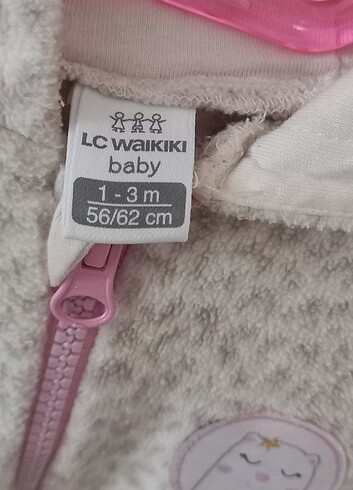 LC WAIKIKI
baby
1 - 3 m
56/62 cm